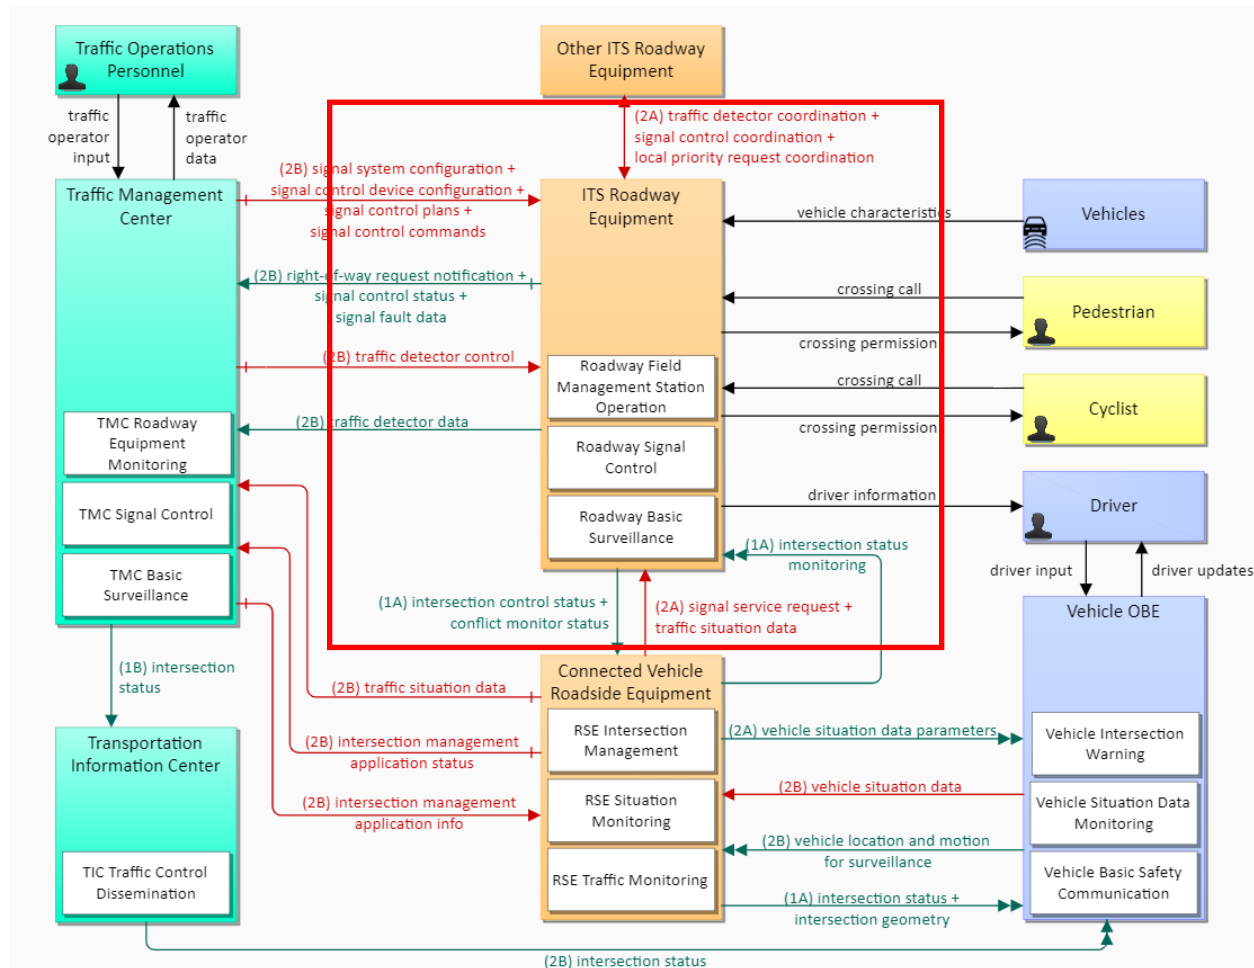 Traffic Operations
Personnel
Other ITS Roadway
Equipment
traffic
operator
input
traffic
operator
data
(2A) traffic detector coordination +
signal control coordination +
local priority request coordination
Traffic Management
Center
(2B) signal system configuration +
signal control device configuration +
signal control plans +
signal control commands
ITS Roadway
Equipment
vehicle characteristics
Vehicles
(2B) right-of-way request notification +
signal control status +
signal fault data
crossing call
Pedestrian
crossing permission
(2B) traffic detector control
Roadway Field
Management Station
Operation
crossing call
Cyclist
crossing permission
TMC Roadway
Equipment
Monitoring
(2B) traffic detector data
Roadway Signal
Control
TMC Signal Control
driver information
Driver
Roadway Basic
Surveillance
(1A) intersection status
monitoring
driver input
driver updates
TMC Basic
Surveillance
(1A) intersection control status +
conflict monitor status
(2A) signal service request +
traffic situation data
Vehicle OBE
(1B) intersection
status
(2B) traffic situation data
Connected Vehicle
Roadside Equipment
Transportation
Information Center
(2B) intersection management
application status
RSE Intersection
Management
(2A) vehicle situation data parameters
Vehicle Intersection
Warning
(2B) intersection management
application info
RSE Situation
Monitoring
(2B) vehicle situation data
Vehicle Situation Data
Monitoring
TIC Traffic Control
Dissemination
RSE Traffic Monitoring
(2B) vehicle location and motion
for surveillance
Vehicle Basic Safety
Communication
(1A) intersection status +
intersection geometry
(2B) intersection status